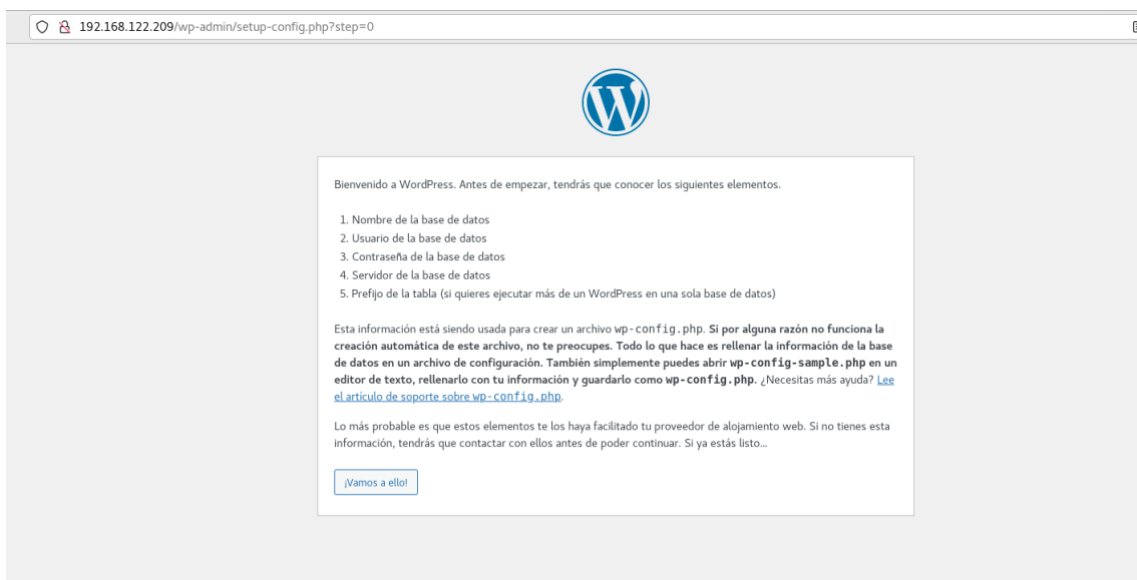 192.168.122.209/wp-admin/setup-config.php?step=0
Bienvenido a WordPress. Antes de empezar, tendrás que conocer los siguientes elementos.
1. Nombre de la base de datos
2. Usuario de la base de datos
3. Contraseña de la base de datos
4. Servidor de la base de datos
5. Prefijo de la tabla (si quieres ejecutar más de un WordPress en una sola base de datos)
Esta información está siendo usada para crear un archivo wp-config.php. Si por alguna razón no funciona la
creación automática de este archivo, no te preocupes. Todo lo que hace es rellenar la información de la base
de datos en un archivo de configuración. También simplemente puedes abrir wp-config-sample.php en un
editor de texto, rellenarlo con tu información y guardarlo como wp-config.php. ¿Necesitas más ayuda? Lee
el artículo de soporte sobre wp-config.php.
Lo más probable es que estos elementos te los haya facilitado tu proveedor de alojamiento web. Si no tienes esta
información, tendrás que contactar con ellos antes de poder continuar. Si ya estás listo...
¡Vamos a ello!